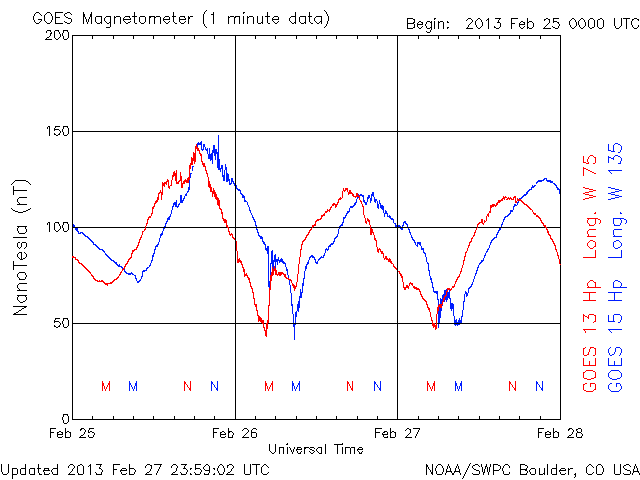 GOES Magnetometer (1 minute data)
Begin: 2013 Feb 25 0000 UTC
200
150
100
50
0
NanoTesla (nT)
M M N N M M N N M M N N
Feb 25 Feb 26 Feb 27 Feb 28
Universal Time
GOES 13 Hp Long. W 75
GOES 15 Hp Long. W 135
Updated 2013 Feb 27 23:59:02 UTC
NOAA/SWPC Boulder, CO USA